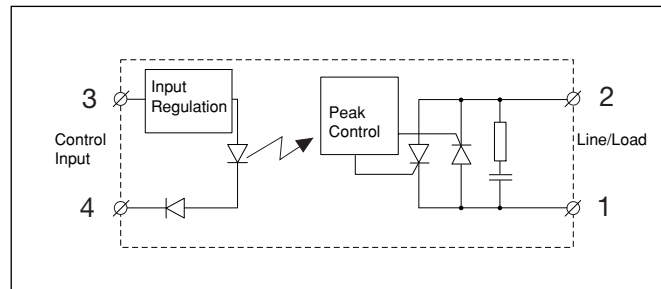 3
Input
Regulation
Control
Input
4
Peak
Control
2
Line/Load
1